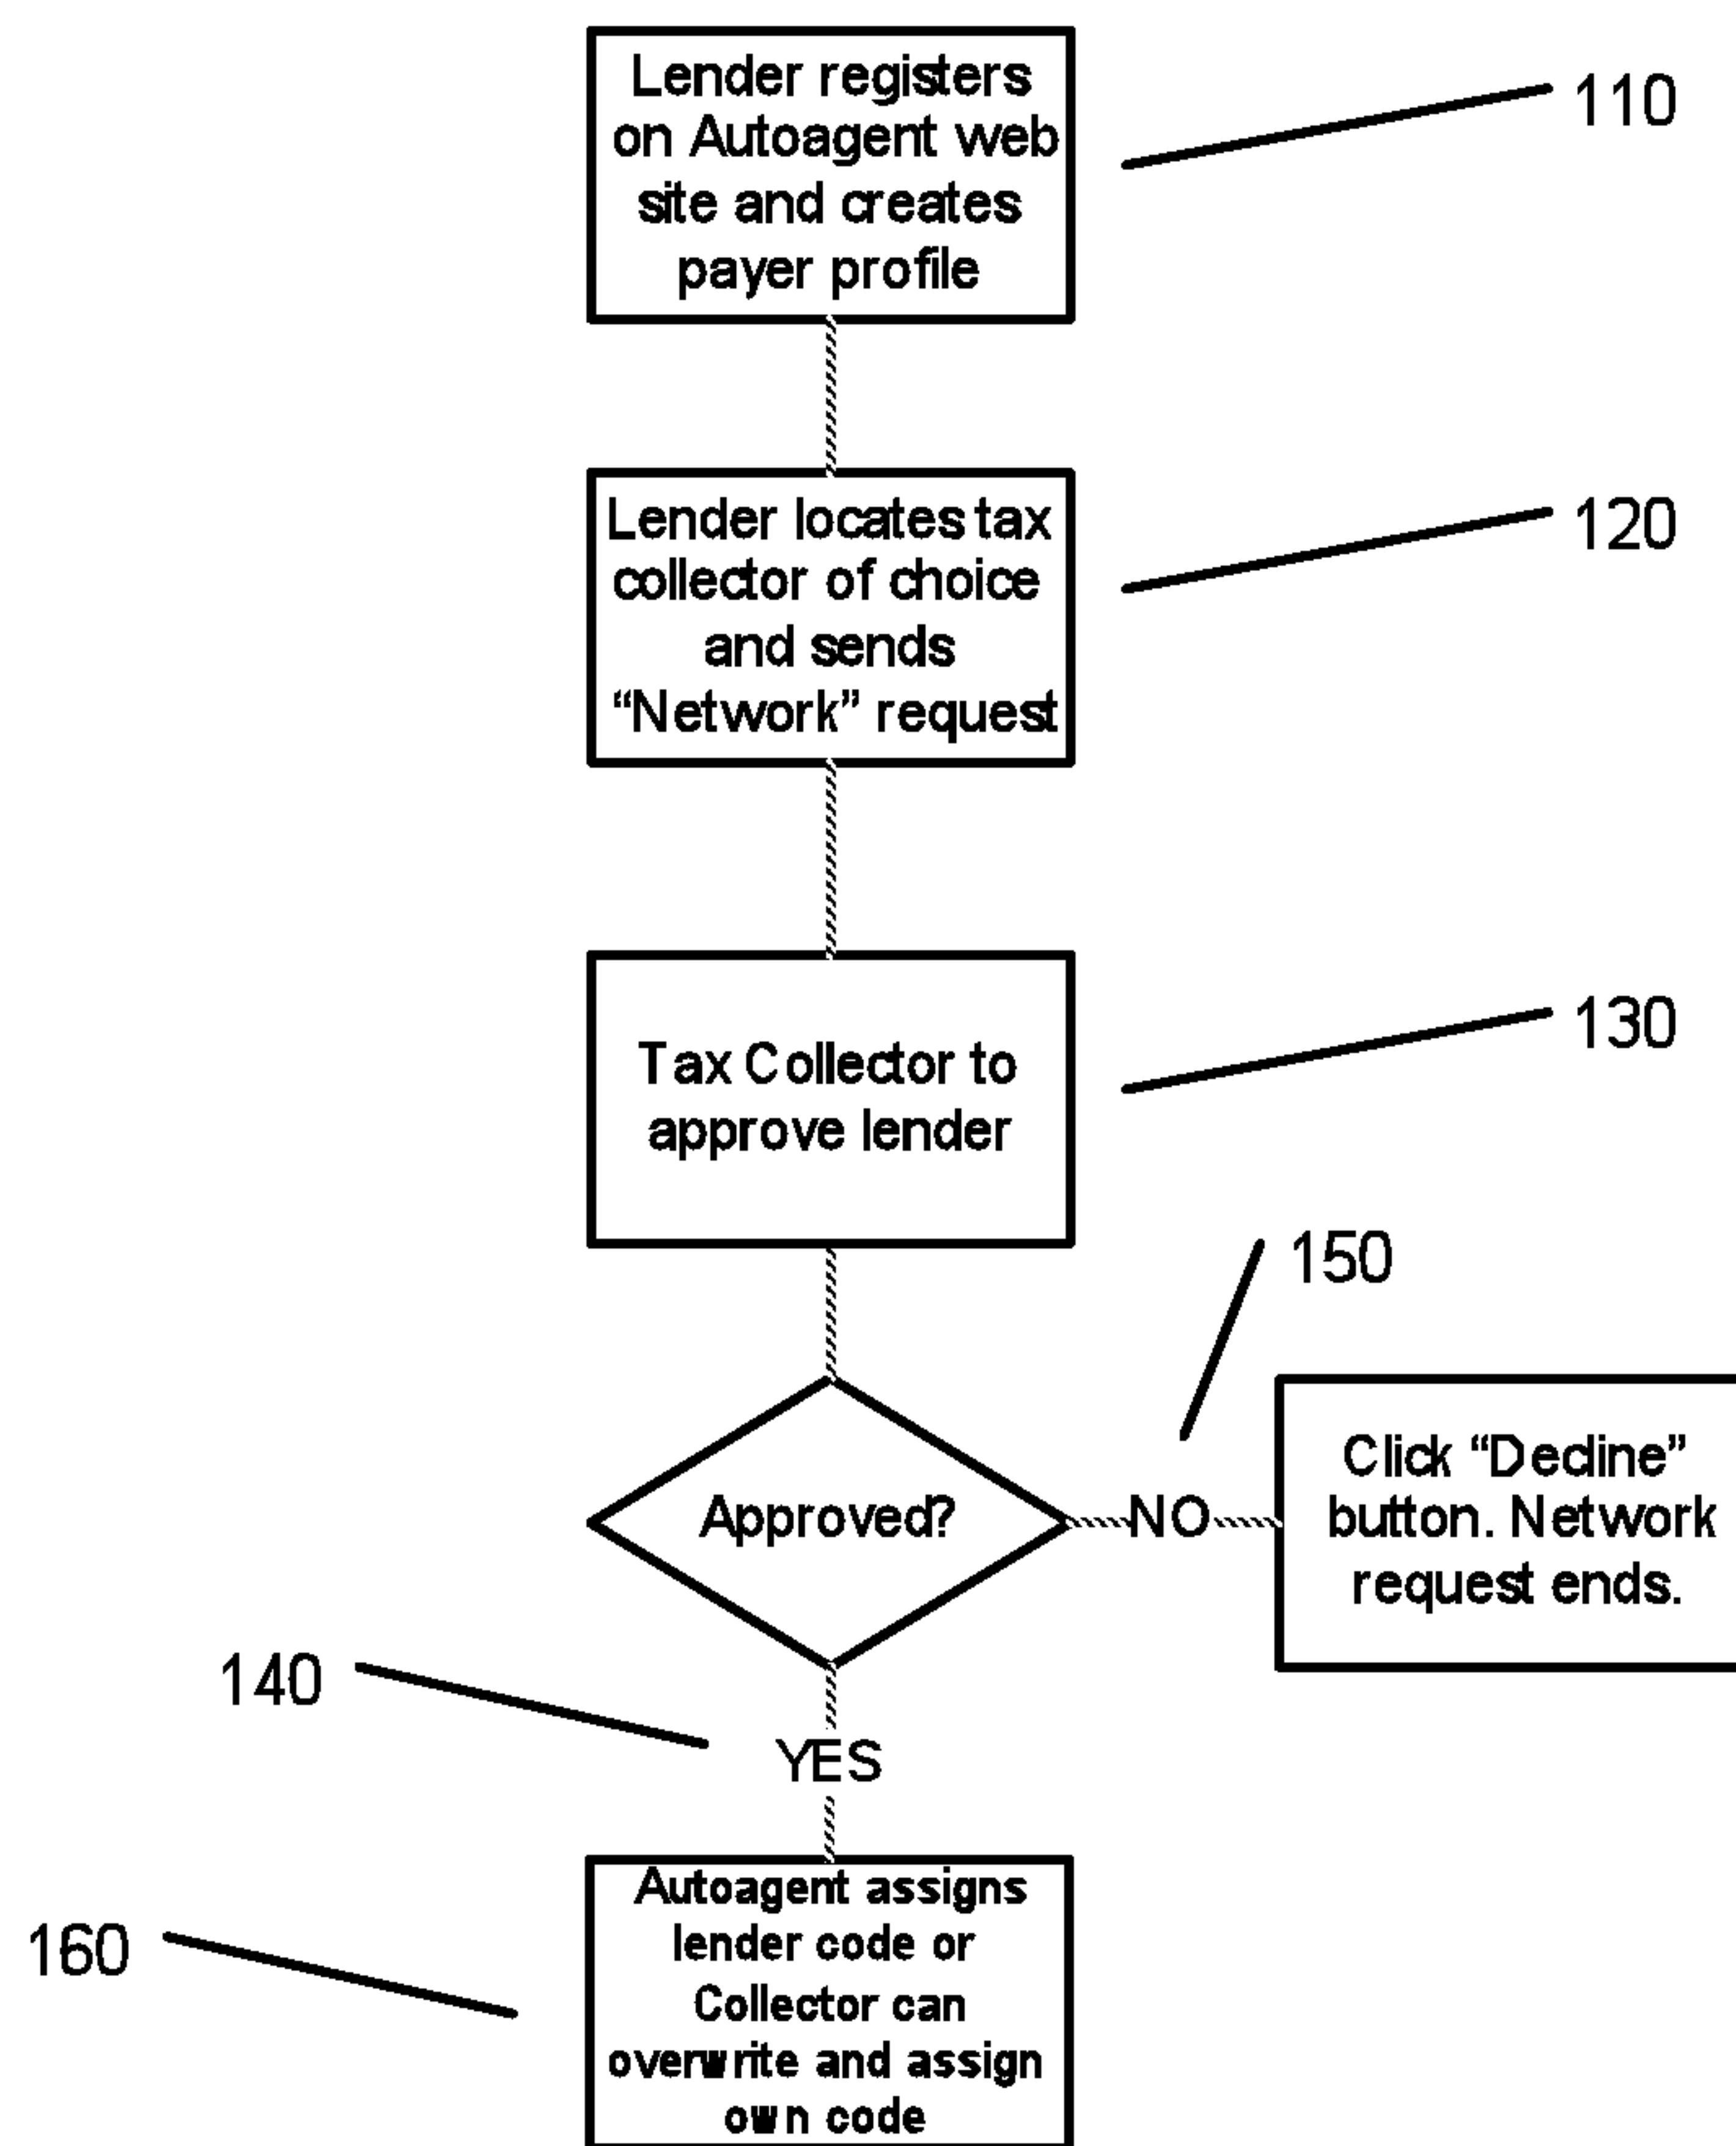 Lender registers
on Autoagent web
site and creates
payer profile
110
Lender locates tax
collector of choice
and sends
“Network” request
120
Tax Collector to
approve lender
130
150
Approved?
NO
Click “Decline”
button. Network
request ends.
140
YES
Autoagent assigns
lender code or
Collector can
overwrite and assign
own code
160